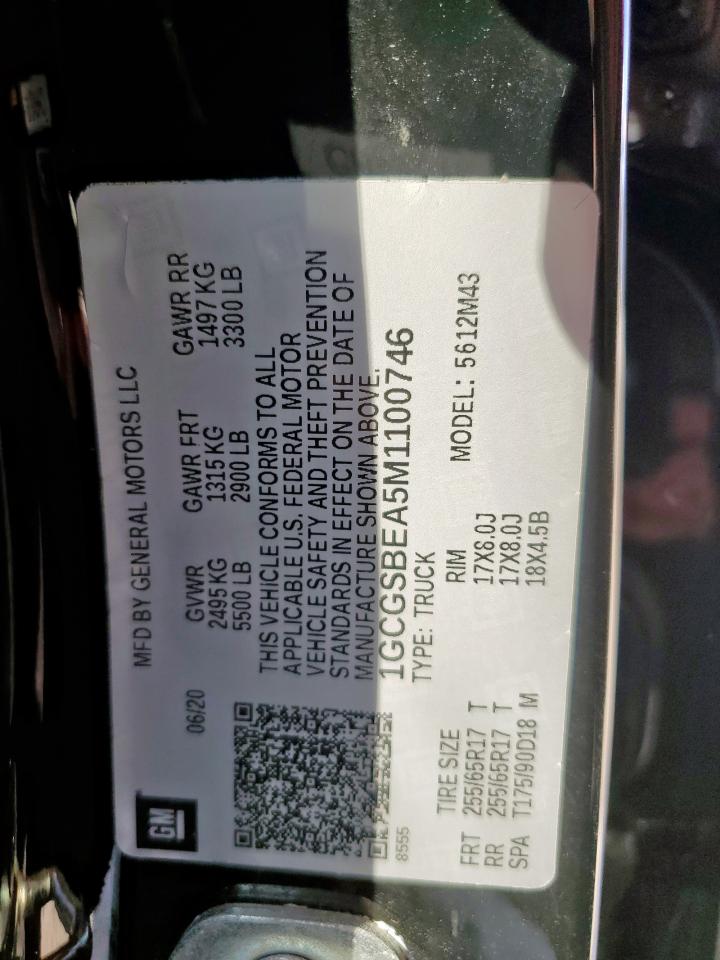 GM
MFD BY GENERAL MOTORS LLC
06/20
GVWR GAWR FRT GAWR RR
2495 KG 1315 KG 1497 KG
5500 LB 2900 LB 3300 LB
THIS VEHICLE CONFORMS TO ALL
APPLICABLE U.S. FEDERAL MOTOR
VEHICLE SAFETY AND THEFT PREVENTION
STANDARDS IN EFFECT ON THE DATE OF
MANUFACTURE SHOWN ABOVE.
1GCGSBEA5M1100746
8555
TYPE: TRUCK
MODEL: 5612M43
TIRE SIZE RIM
FRT 255/65R17 T 17X8.0J
RR 255/65R17 T 17X8.0J
SPA T175/90D18 M 18X4.5B